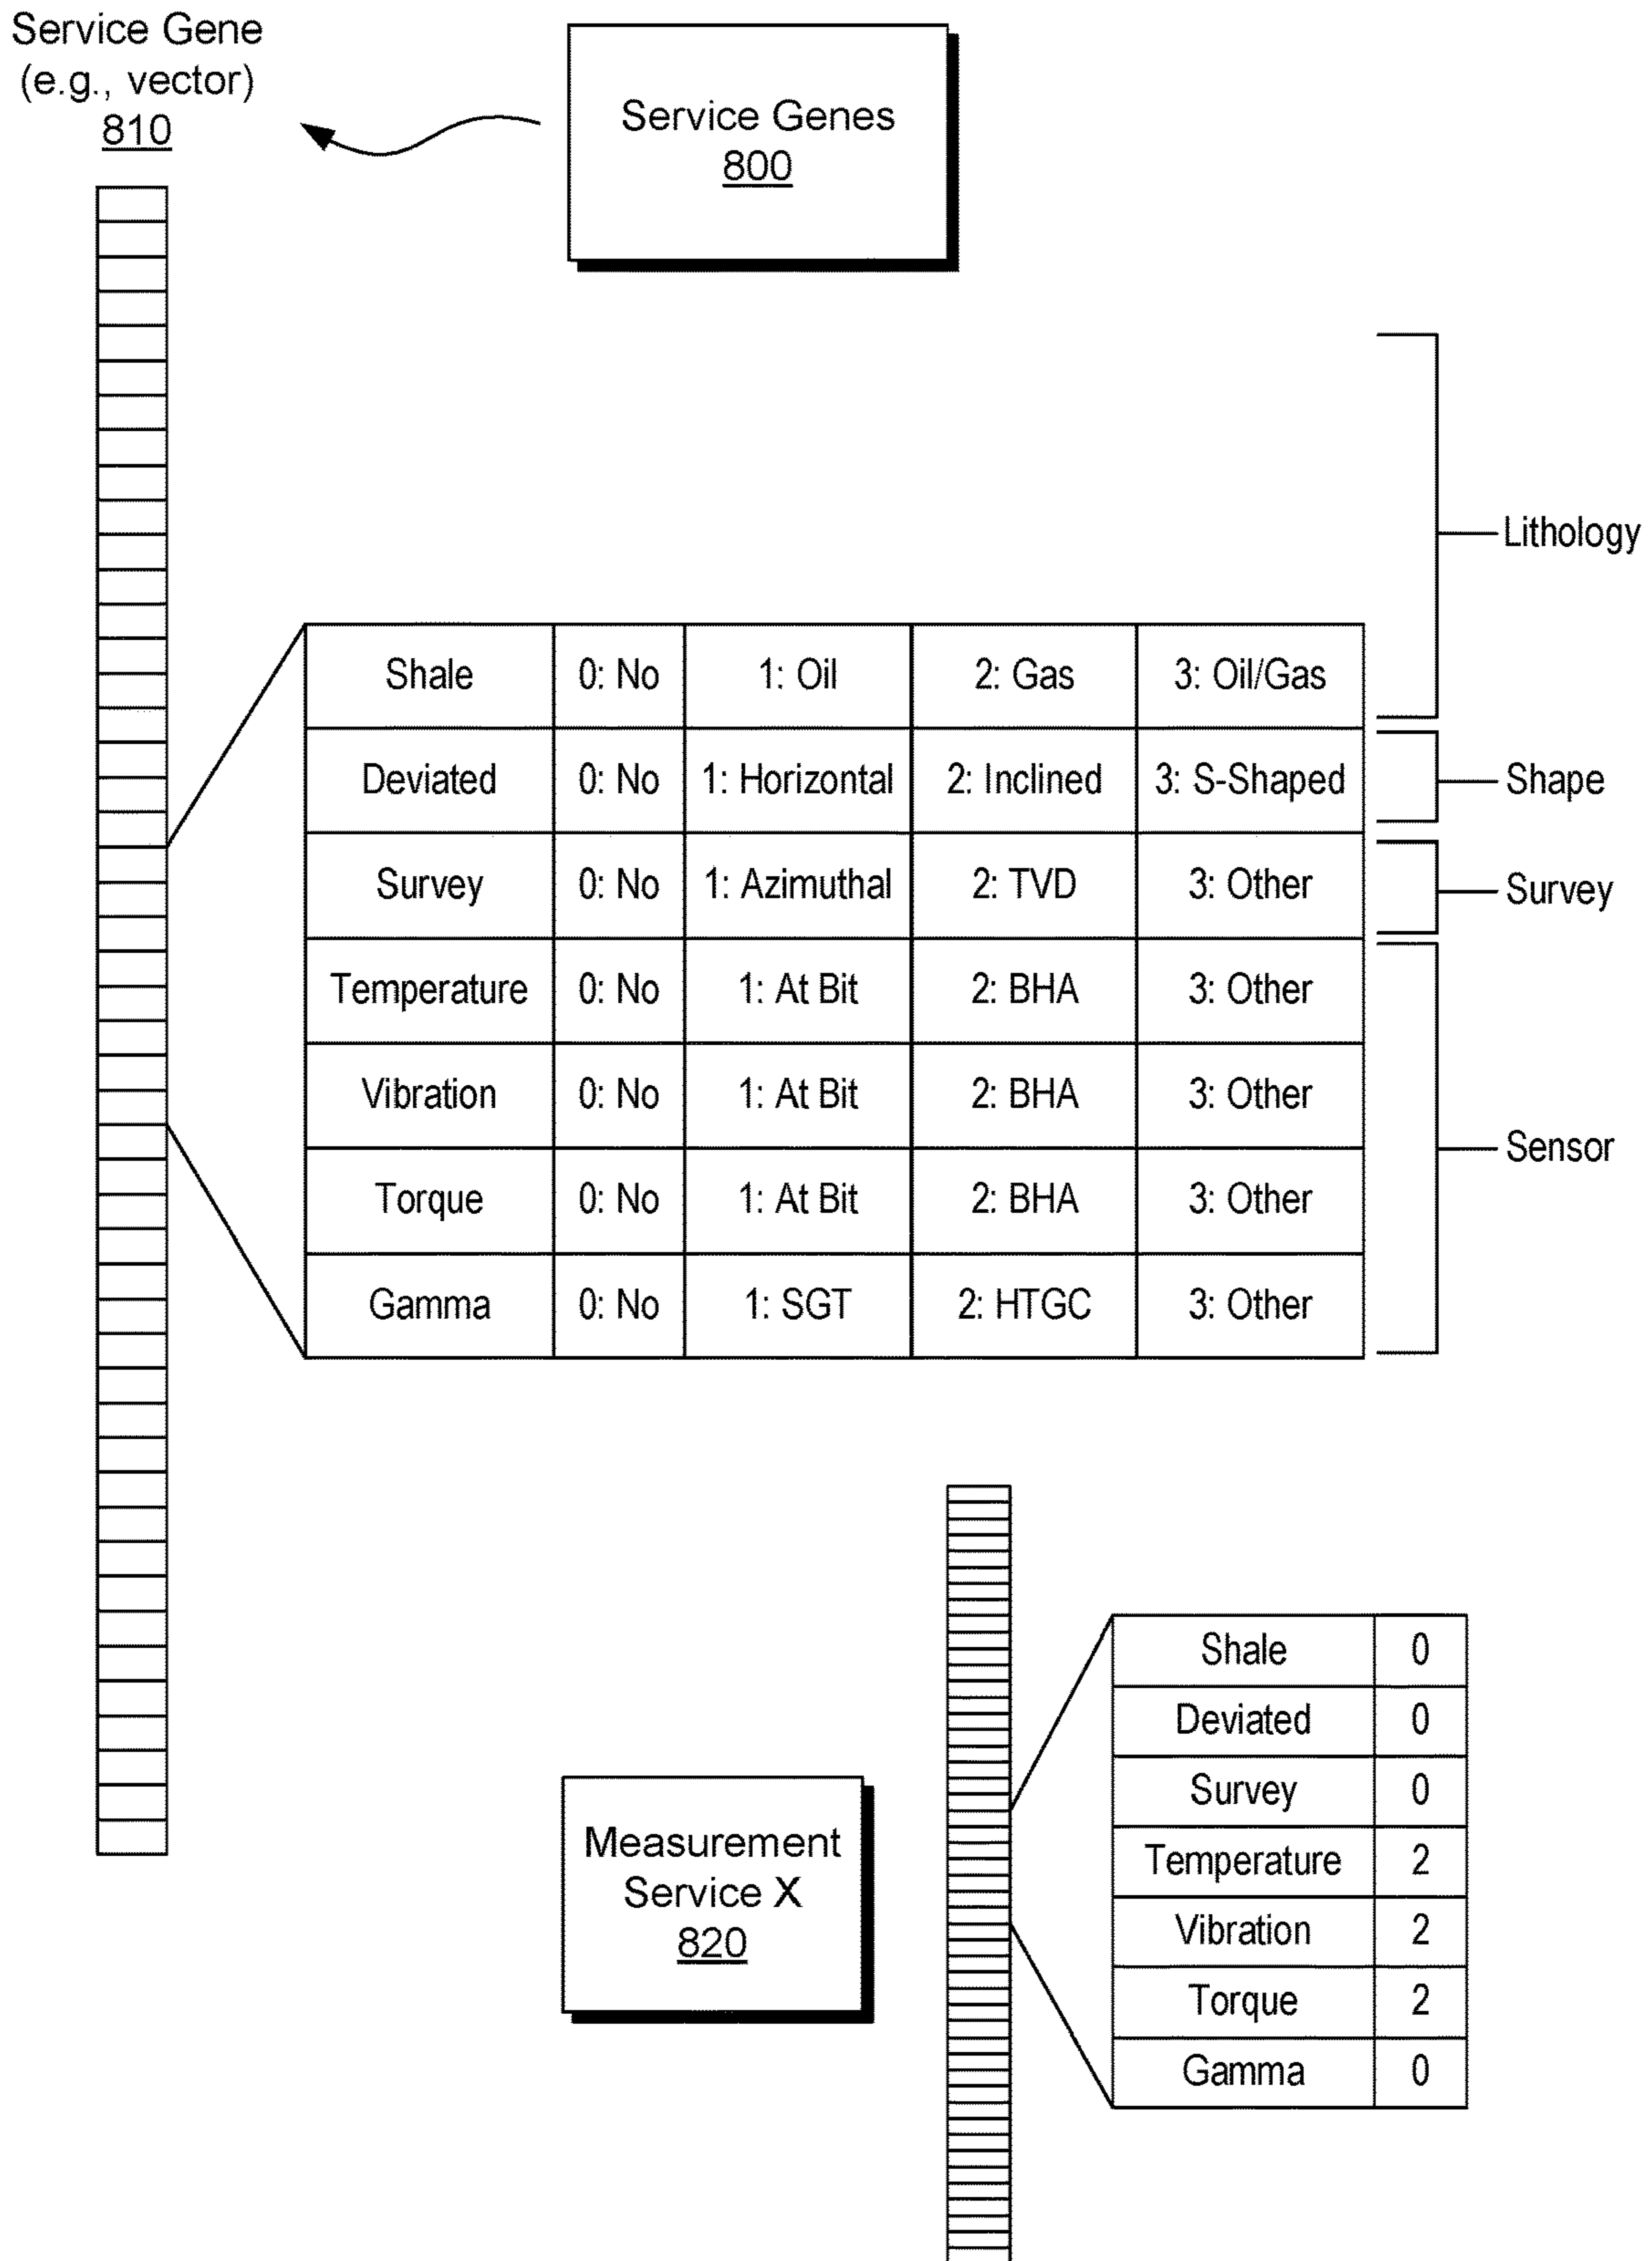 Service Gene
(e.g., vector)
810
Service Genes
800
Lithology
Shale 0: No 1: Oil 2: Gas 3: Oil/Gas
Deviated 0: No 1: Horizontal 2: Inclined 3: S-Shaped
Shape
Survey 0: No 1: Azimuthal 2: TVD 3: Other
Survey
Temperature 0: No 1: At Bit 2: BHA 3: Other
Vibration 0: No 1: At Bit 2: BHA 3: Other
Sensor
Torque 0: No 1: At Bit 2: BHA 3: Other
Gamma 0: No 1: SGT 2: HTGC 3: Other
Measurement
Service X
820
Shale 0
Deviated 0
Survey 0
Temperature 2
Vibration 2
Torque 2
Gamma 0